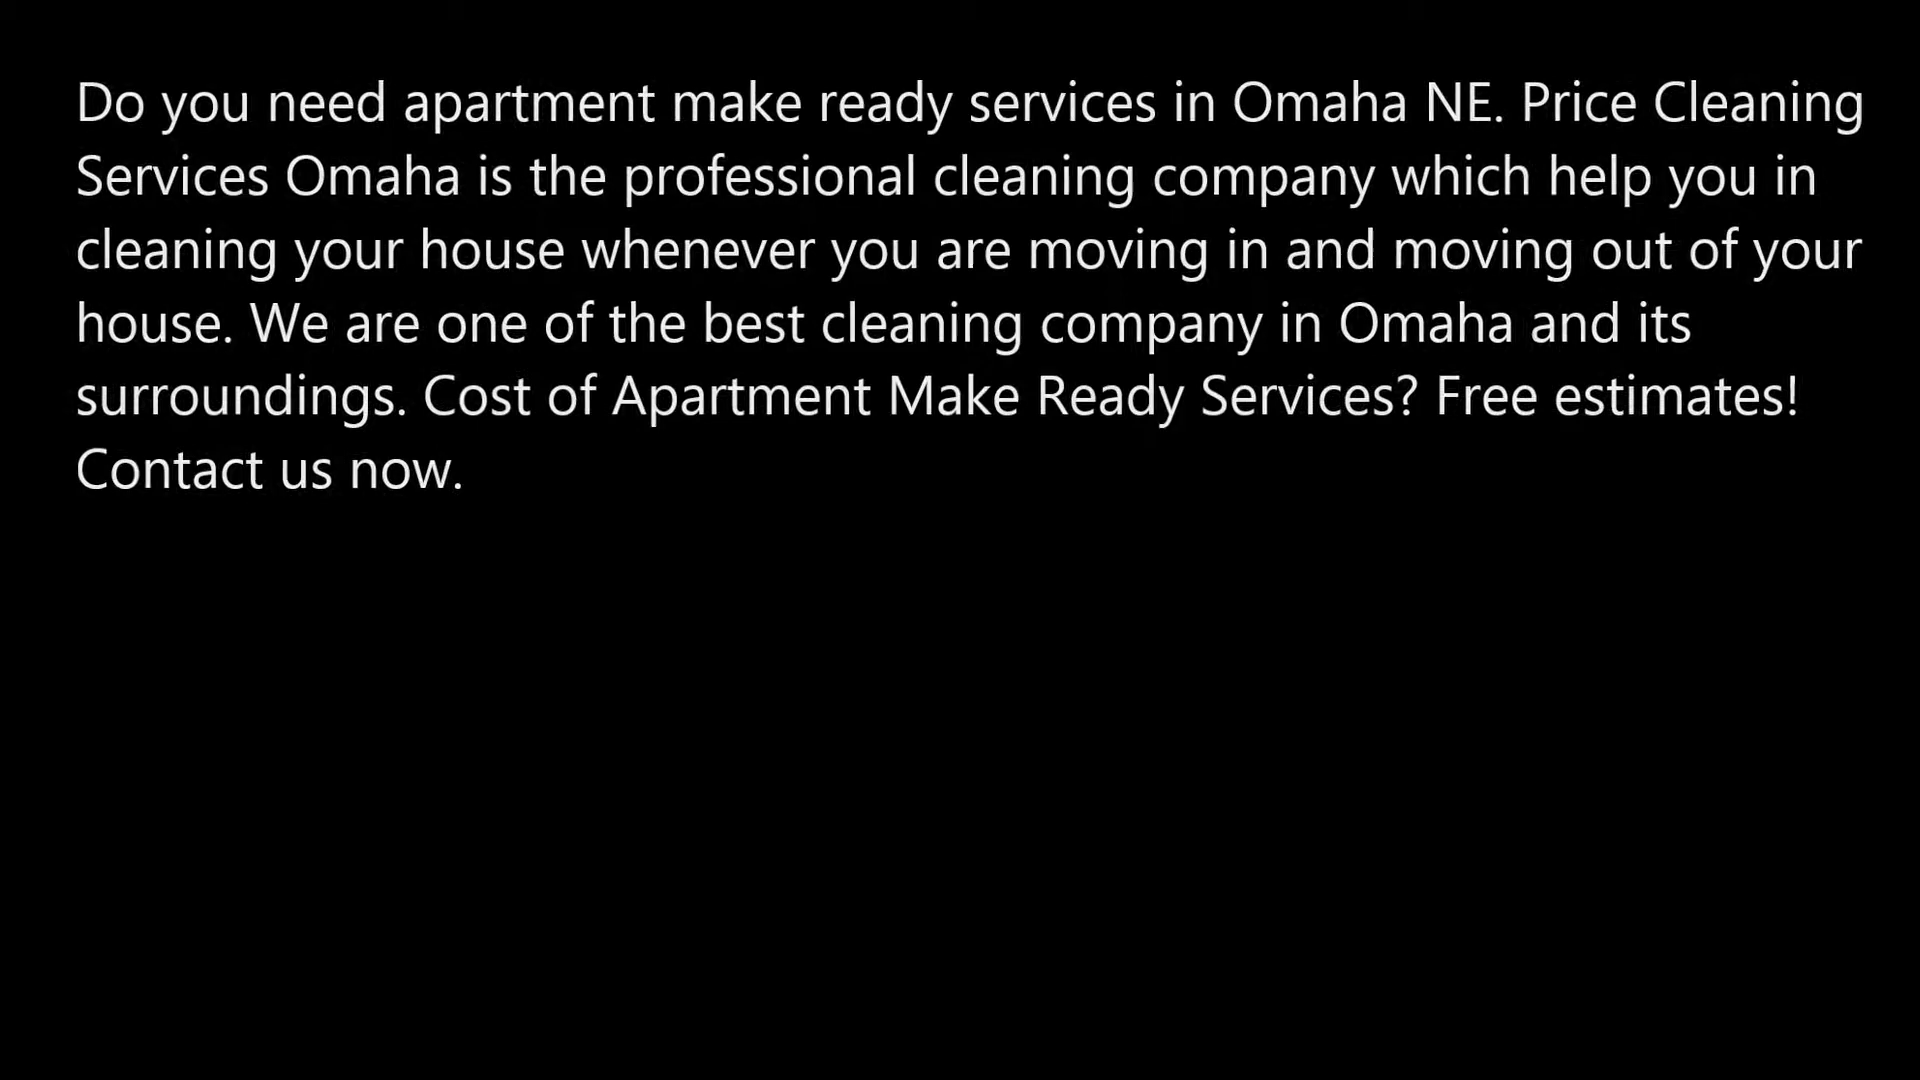 Do you need apartment make ready services in Omaha NE. Price Cleaning
Services Omaha is the professional cleaning company which help you in
cleaning your house whenever you are moving in and moving out of your
house. We are one of the best cleaning company in Omaha and its
surroundings. Cost of Apartment Make Ready Services? Free estimates!
Contact us now.